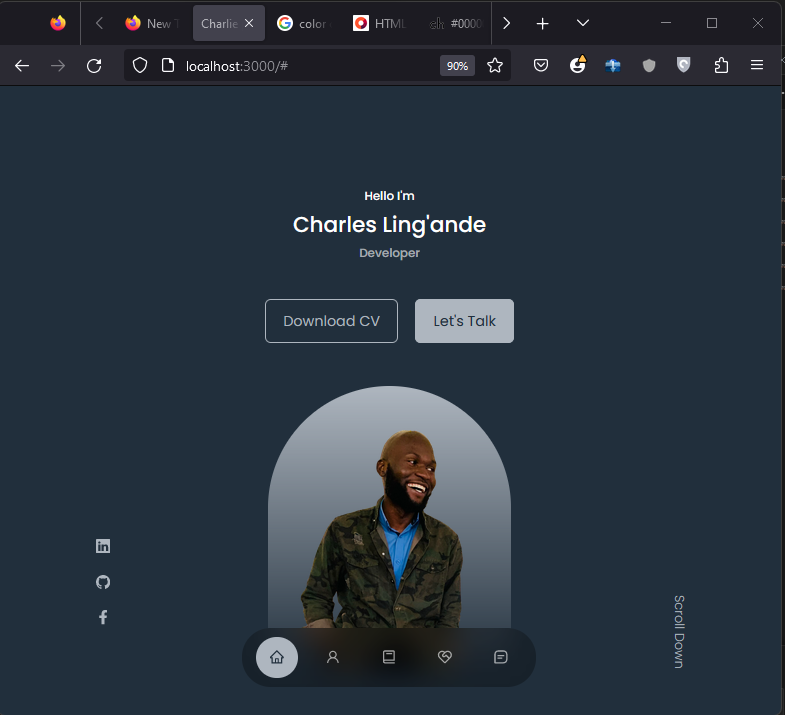 New
Charlie
color
HTML
#0000
localhost:3000/#
90%
Hello I'm
Charles Ling'ande
Developer
Download CV
Let's Talk
Scroll Down